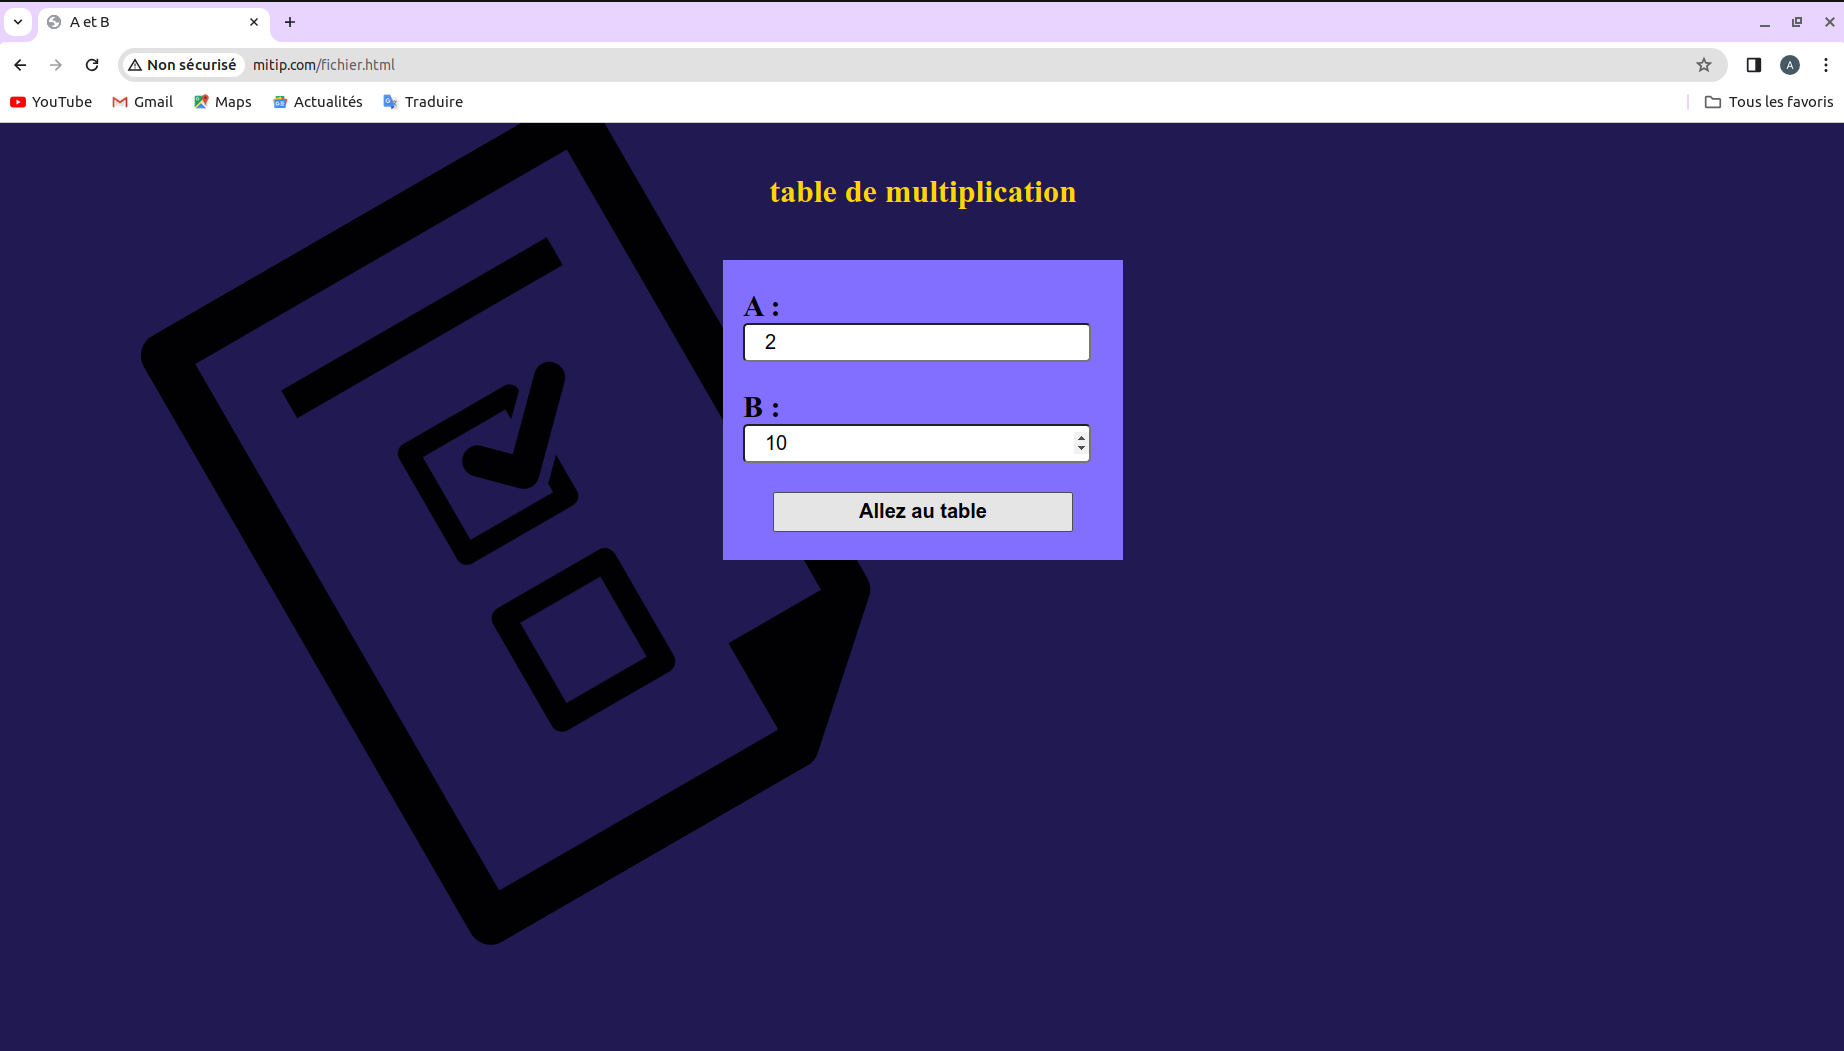 A et B
Non sécurisé mitip.com/fichier.html A
YouTube Gmail Maps Actualités Traduire Tous les favoris
table de multiplication
A :
2
B :
10
Allez au table